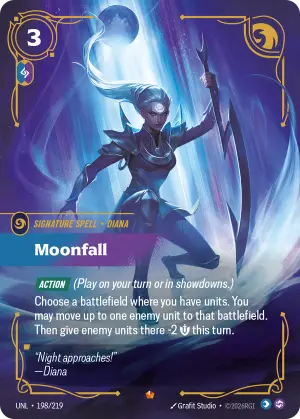 3
SIGNATURE SPELL • DIANA
Moonfall
ACTION (Play on your turn or in showdowns.)
Choose a battlefield where you have units. You
may move up to one enemy unit to that battlefield.
Then give enemy units there -2 this turn.
"Night approaches!"
—Diana
UNL • 198/219
Grafit Studio • ©2026RGI